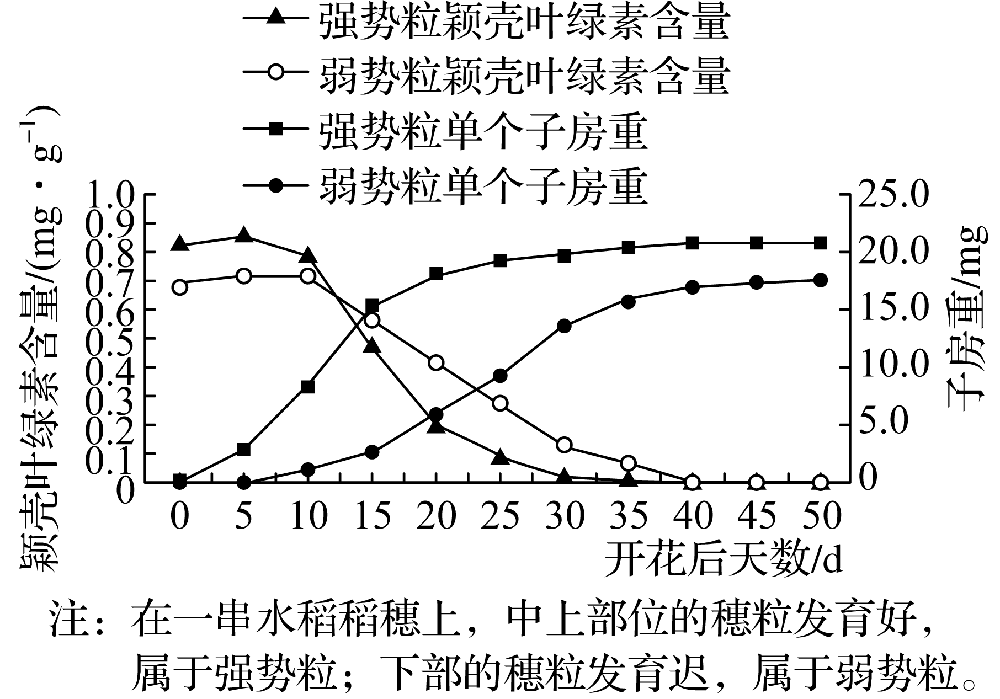 强势粒颖壳叶绿素含量
弱势粒颖壳叶绿素含量
强势粒单个子房重
弱势粒单个子房重
颖壳叶绿素含量/(mg·g⁻¹)
1.0
0.9
0.8
0.7
0.6
0.5
0.4
0.3
0.2
0.1
0
25.0
20.0
15.0
10.0
5.0
0
子房重/mg
0 5 10 15 20 25 30 35 40 45 50
开花后天数/d
注：在一串水稻稻穗上，中上部位的穗粒发育好，
属于强势粒；下部的穗粒发育迟，属于弱势粒。